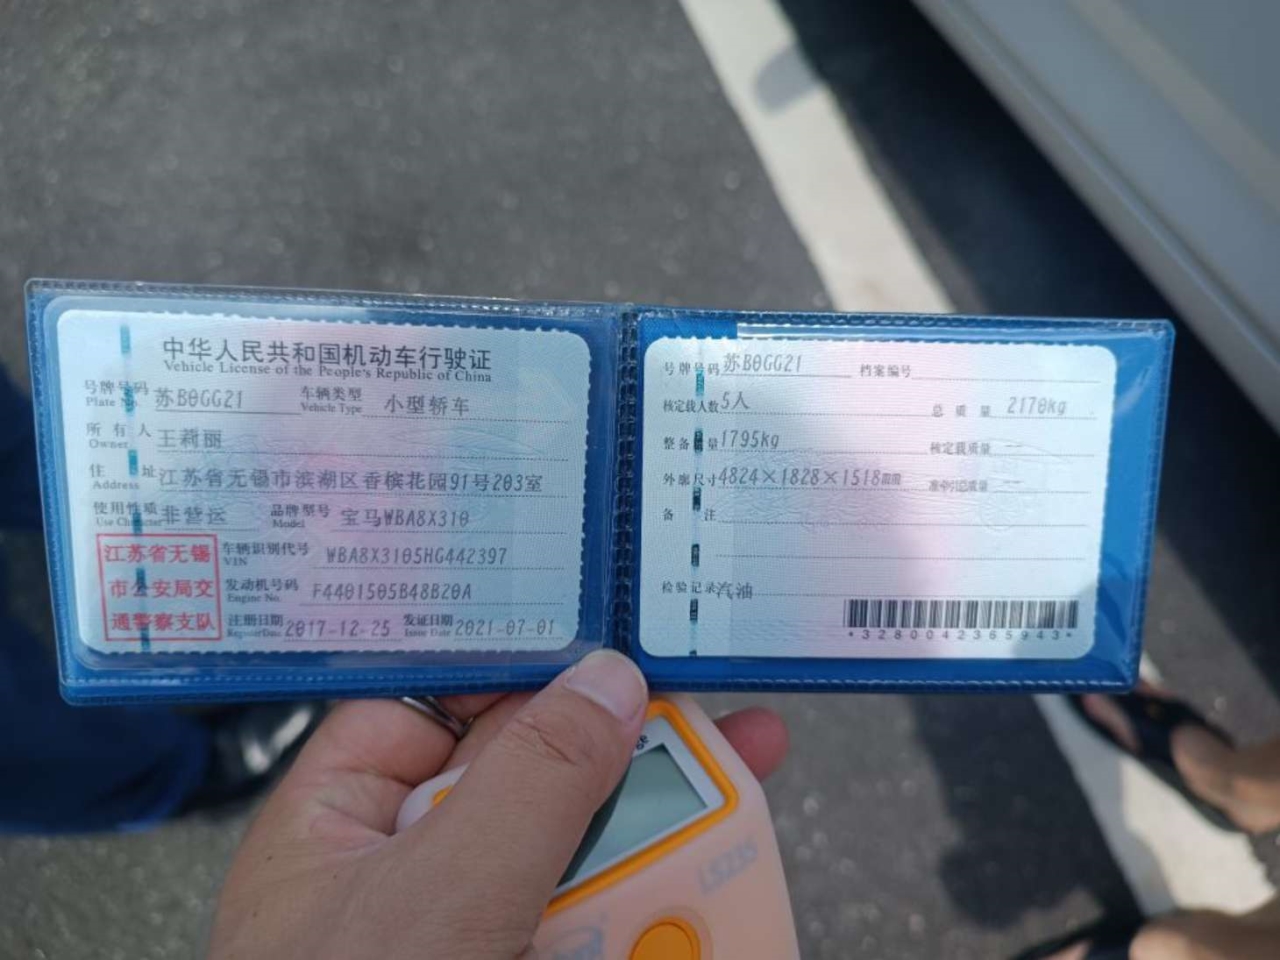 中华人民共和国机动车行驶证
Vehicle License of the People's Republic of China
号牌号码 苏B0GG21 车辆类型 小型轿车
Plate No. Vehicle Type
所有人 王莉丽
Owner
住址 江苏省无锡市滨湖区香槟花园91号203室
Address
使用性质 非营运 品牌型号 宝马WBA8X310
Use Character Model
江苏省无锡
市公安局交
通警察支队
车辆识别代号 WBA8X3105HG442397
VIN
发动机号码 F4401505B48B20A
Engine No.
注册日期 2017-12-25 发证日期 2021-07-01
Register Date Issue Date
号牌号码 苏B0GG21 档案编号
核定载人数 5人 总质量 2170kg
整备质量 1795kg 核定载质量 --
外廓尺寸 4824×1828×1518mm 准牵引总质量 --
备注
检验记录 汽油
*3280042365943*
LS235